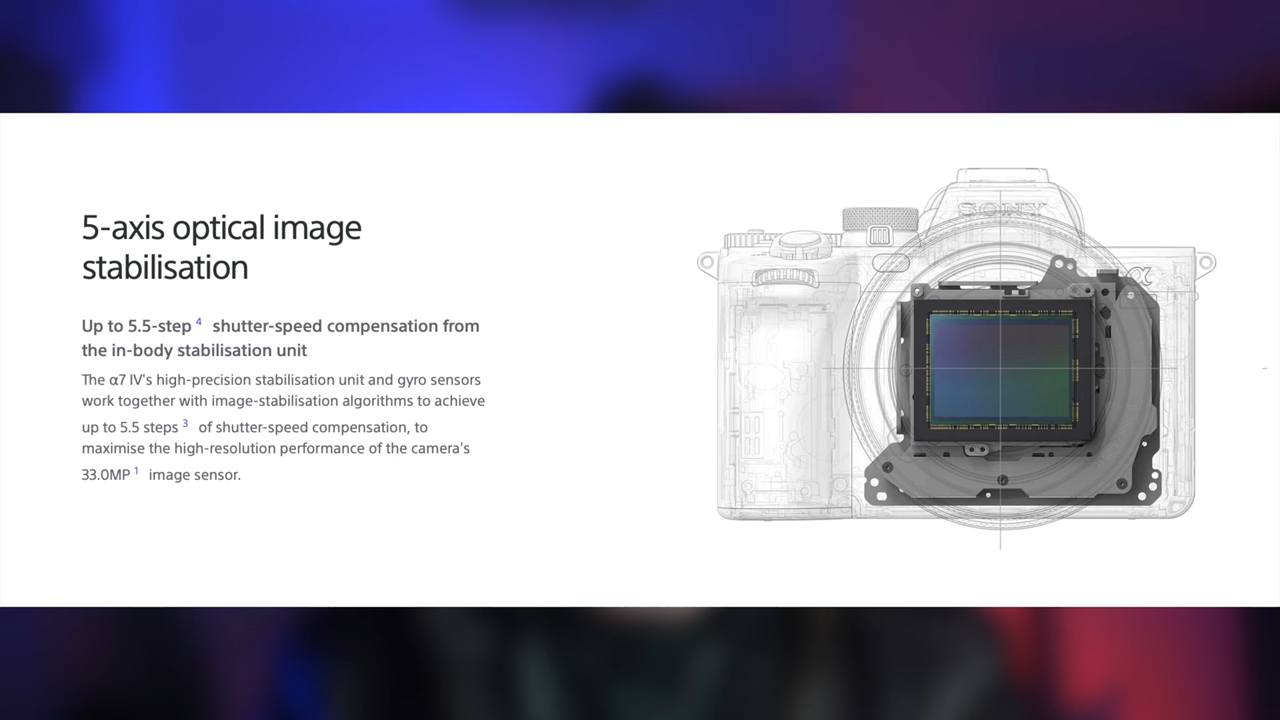 5-axis optical image
stabilisation
Up to 5.5-step 4 shutter-speed compensation from
the in-body stabilisation unit
The α7 IV's high-precision stabilisation unit and gyro sensors
work together with image-stabilisation algorithms to achieve
up to 5.5 steps 3 of shutter-speed compensation, to
maximise the high-resolution performance of the camera's
33.0MP 1 image sensor.
SONY
α